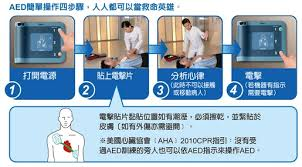 AED簡單操作四步驟,人人都可以當救命英雄。
1
打開電源
2
貼上電擊片
3
分析心律
(此時不可以接觸
或移動病人)
4
電擊
(若機器有指示
需要電擊)
電擊貼片黏貼位置如有潮溼,必須擦乾,並緊貼於
皮膚(如有外傷亦需避開)。
※美國心臟協會(AHA)2010CPR指引:沒有受
過AED訓練的旁人也可以依AED指示來操作AED。